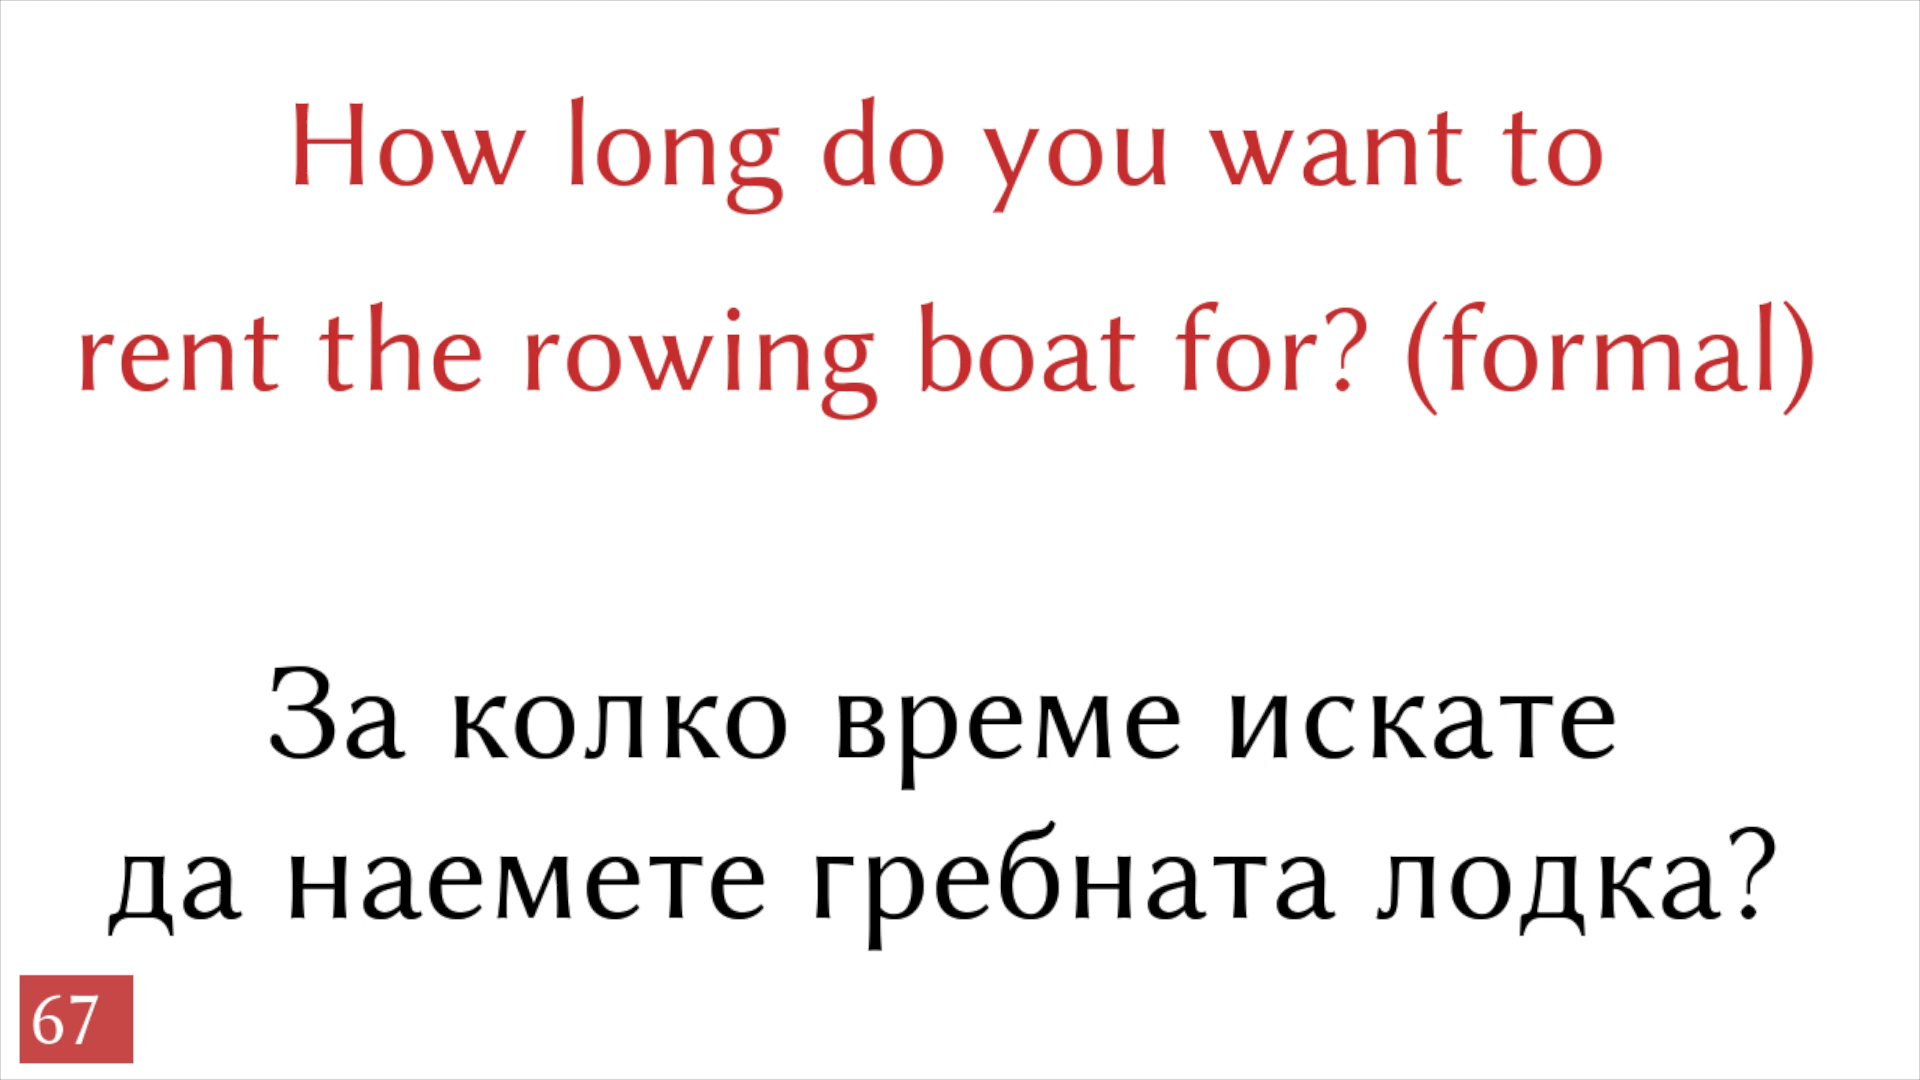 How long do you want to
rent the rowing boat for? (formal)
За колко време искате
да наемете гребната лодка?
67